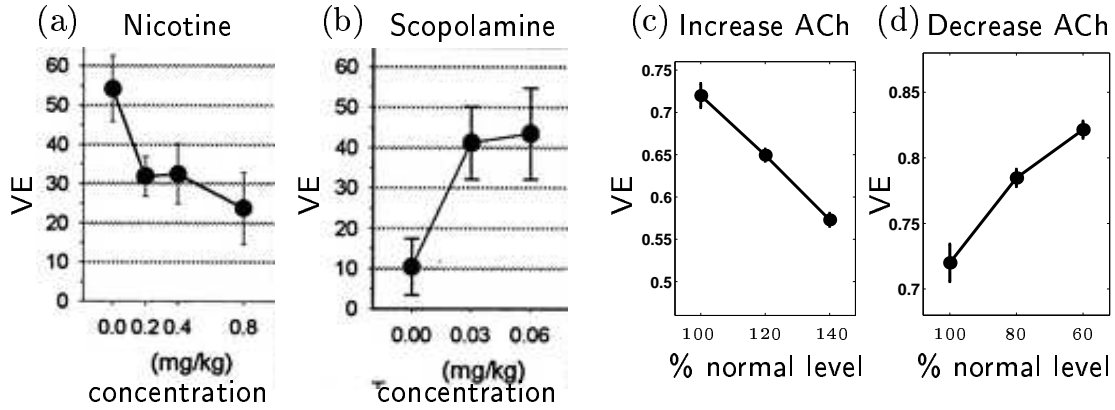 (a) Nicotine
60
50
40
30
20
10
0
VE
0.0 0.2 0.4 0.8
(mg/kg)
concentration
(b) Scopolamine
60
50
40
30
20
10
0
VE
0.00 0.03 0.06
(mg/kg)
concentration
(c) Increase ACh
0.75
0.7
0.65
0.6
0.55
0.5
VE
100 120 140
% normal level
(d) Decrease ACh
0.85
0.8
0.75
0.7
VE
100 80 60
% normal level